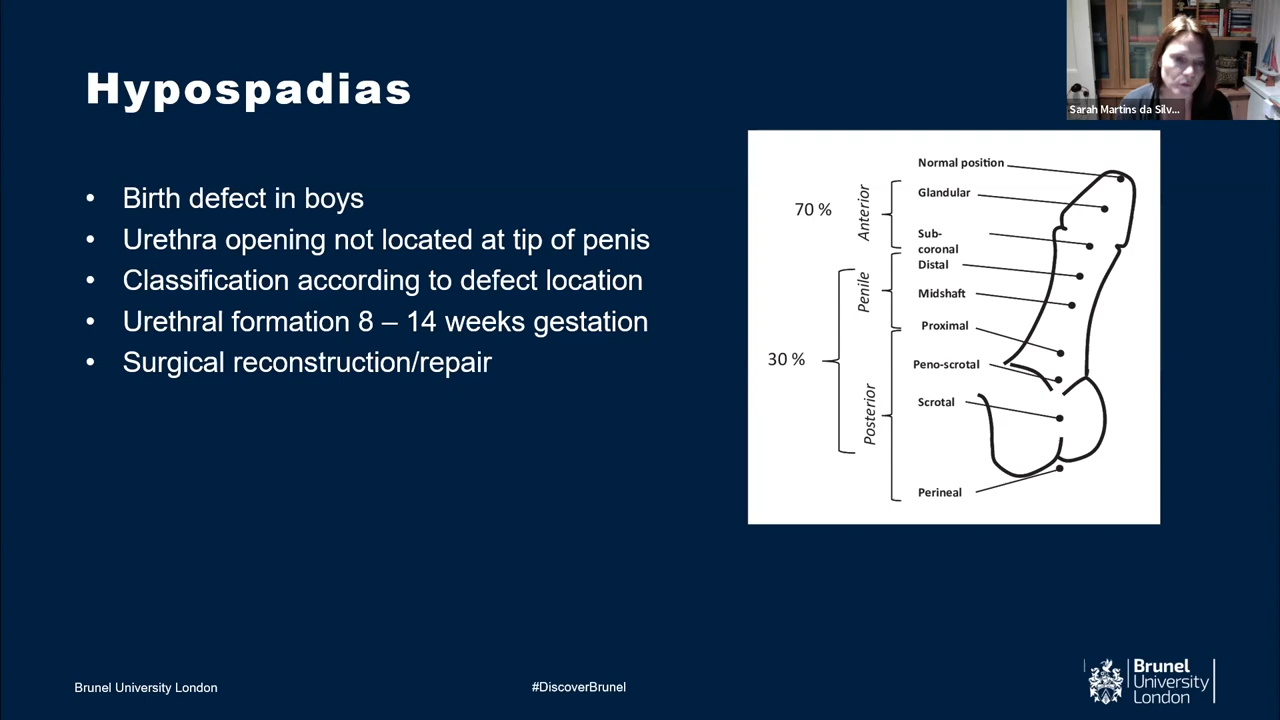 Hypospadias
• Birth defect in boys
• Urethra opening not located at tip of penis
• Classification according to defect location
• Urethral formation 8 – 14 weeks gestation
• Surgical reconstruction/repair
Sarah Martins da Silv...
Normal position
Glandular
Sub-
coronal
Distal
Midshaft
Proximal
Peno-scrotal
Scrotal
Perineal
70 %
30 %
Anterior
Penile
Posterior
Brunel University London
#DiscoverBrunel
Brunel
University
London